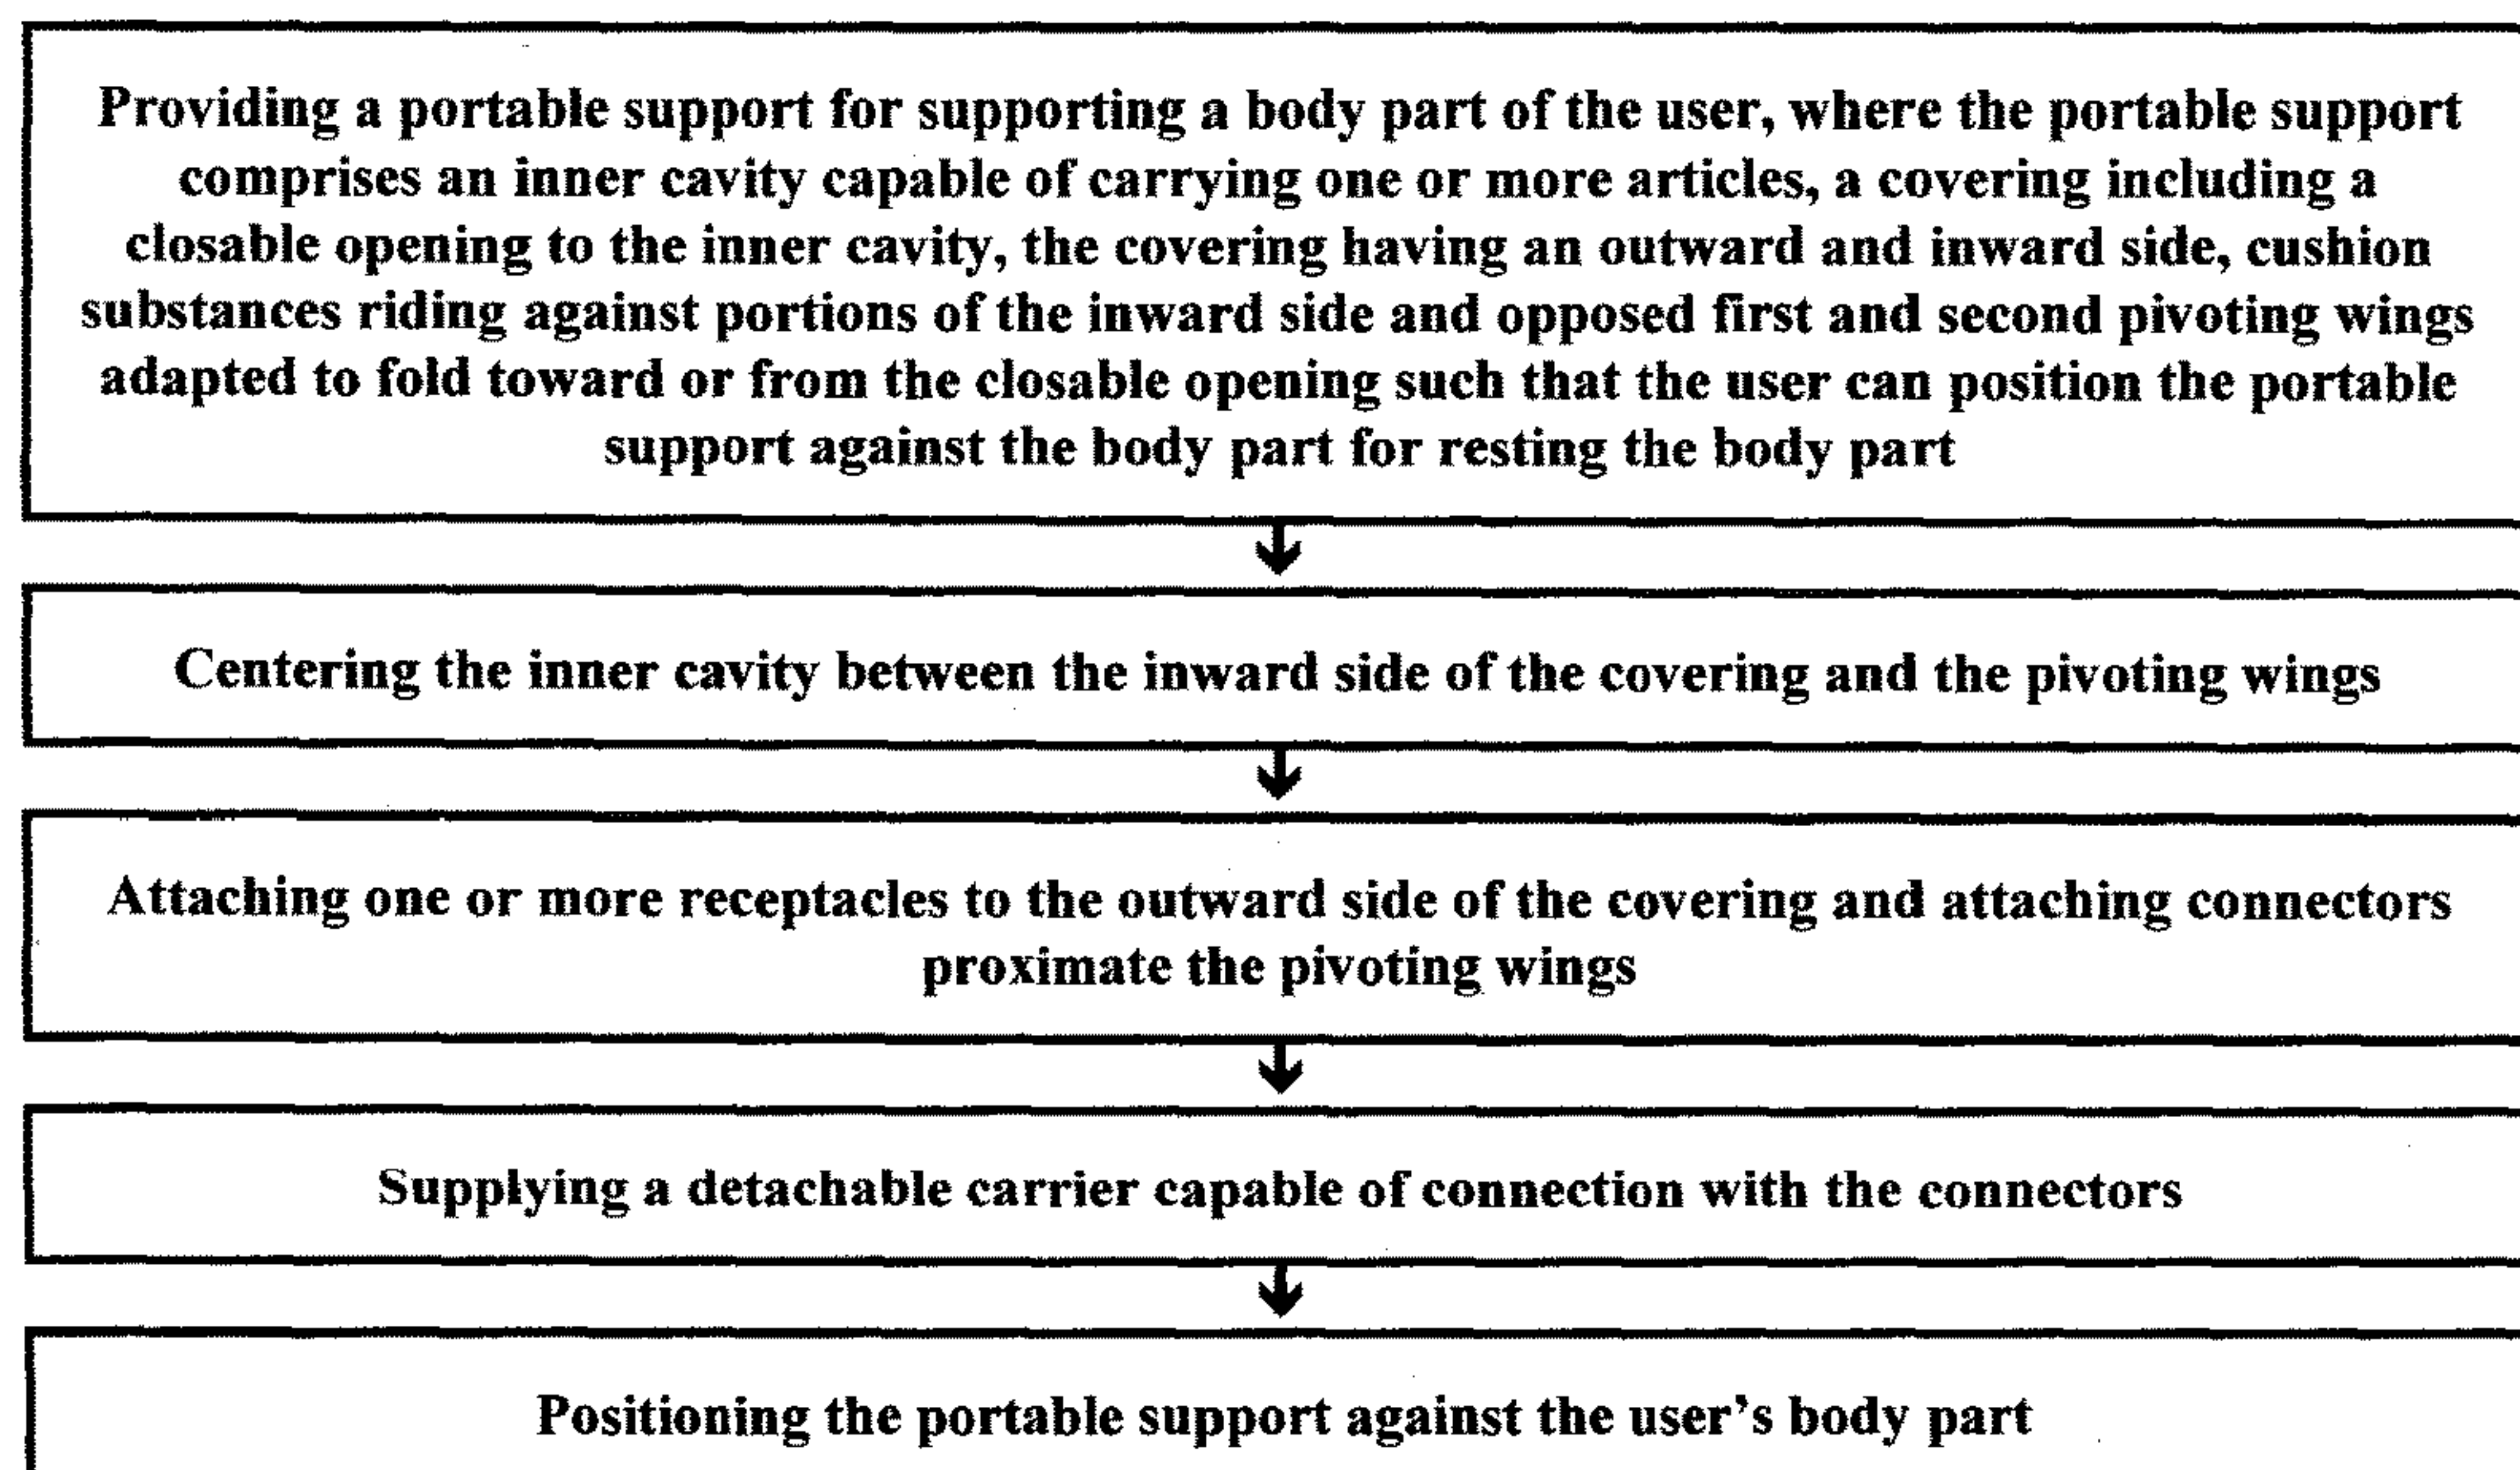 Providing a portable support for supporting a body part of the user, where the portable support
comprises an inner cavity capable of carrying one or more articles, a covering including a
closable opening to the inner cavity, the covering having an outward and inward side, cushion
substances riding against portions of the inward side and opposed first and second pivoting wings
adapted to fold toward or from the closable opening such that the user can position the portable
support against the body part for resting the body part
Centering the inner cavity between the inward side of the covering and the pivoting wings
Attaching one or more receptacles to the outward side of the covering and attaching connectors
proximate the pivoting wings
Supplying a detachable carrier capable of connection with the connectors
Positioning the portable support against the user's body part